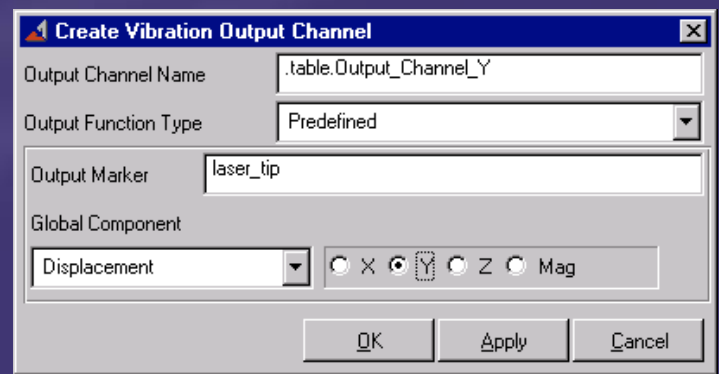 Create Vibration Output Channel
Output Channel Name .table.Output_Channel_Y
Output Function Type Predefined
Output Marker laser_tip
Global Component
Displacement X Y Z Mag
OK Apply Cancel